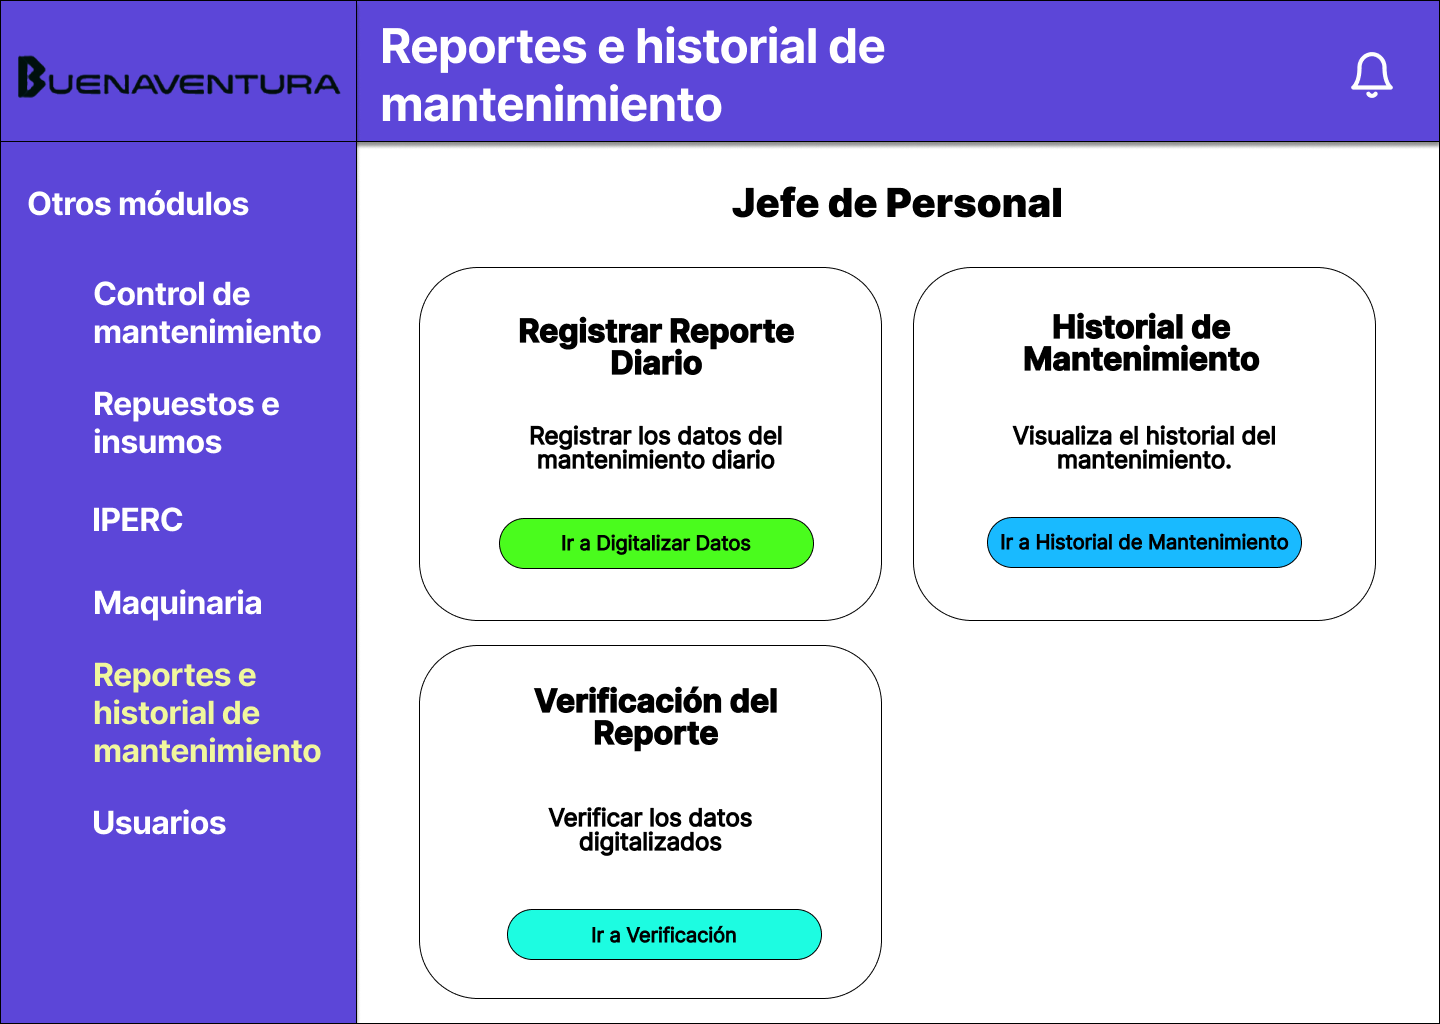 BUENAVENTURA
Reportes e historial de
mantenimiento
Otros módulos
Control de
mantenimiento
Repuestos e
insumos
IPERC
Maquinaria
Reportes e
historial de
mantenimiento
Usuarios
Jefe de Personal
Registrar Reporte
Diario
Registrar los datos del
mantenimiento diario
Ir a Digitalizar Datos
Historial de
Mantenimiento
Visualiza el historial del
mantenimiento.
Ir a Historial de Mantenimiento
Verificación del
Reporte
Verificar los datos
digitalizados
Ir a Verificación